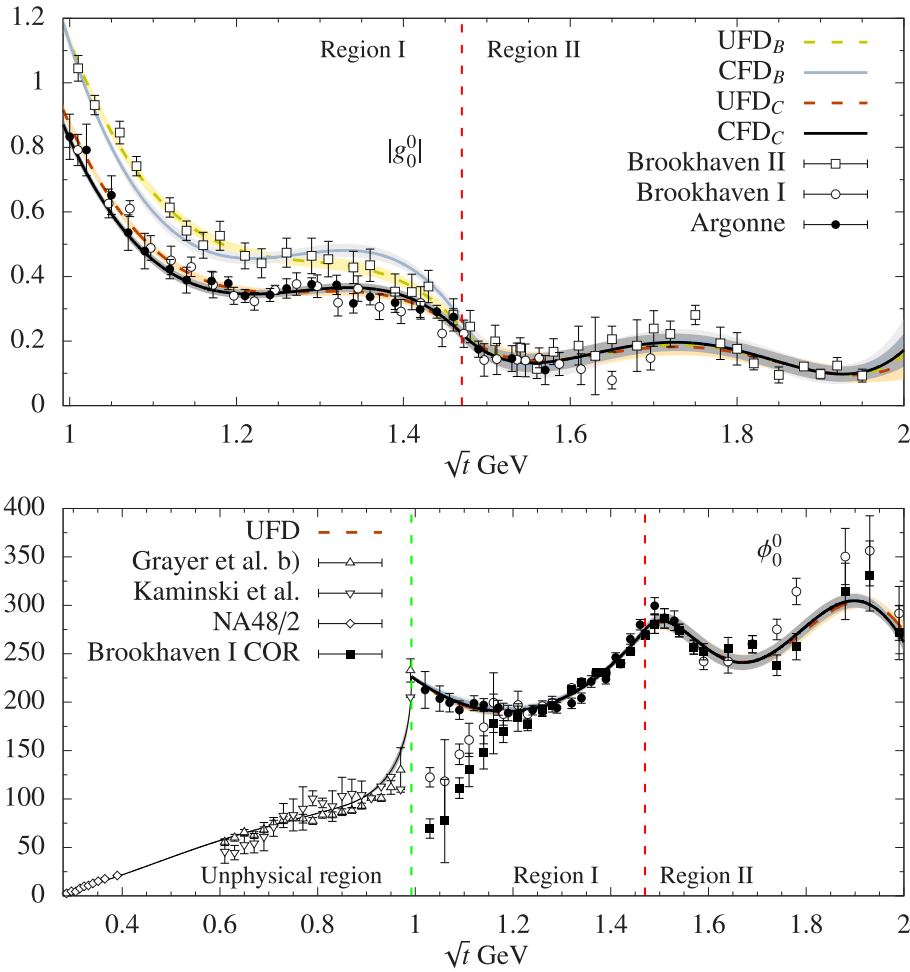 1.2
Region I
Region II
UFD_B
CFD_B
1
UFD_C
0.8
CFD_C
|g_0^0|
Brookhaven II
0.6
Brookhaven I
Argonne
0.4
0.2
0
1 1.2 1.4 1.6 1.8 2
√t GeV
400
UFD
350
Grayer et al. b)
ϕ_0^0
Kaminski et al.
300
NA48/2
250
Brookhaven I COR
200
150
100
50
Unphysical region
Region I
Region II
0
0.4 0.6 0.8 1 1.2 1.4 1.6 1.8 2
√t GeV